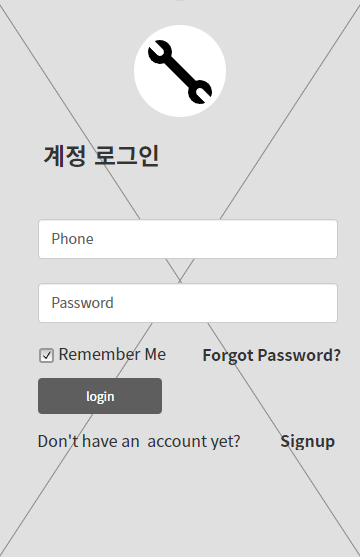 계정 로그인
Phone
Password
Remember Me Forgot Password?
login
Don't have an account yet? Signup